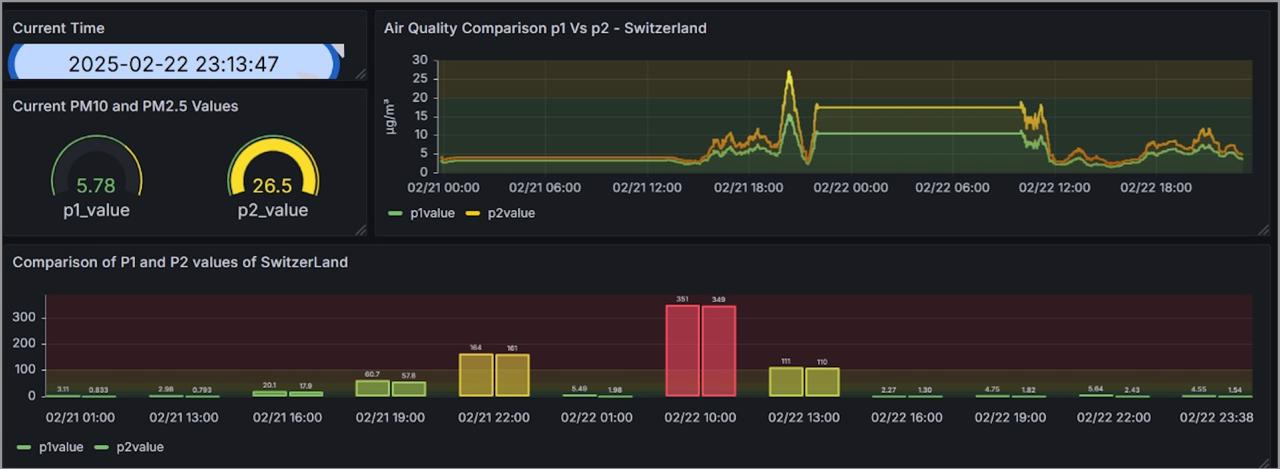 Current Time
2025-02-22 23:13:47
Current PM10 and PM2.5 Values
5.78
26.5
p1_value
p2_value
Air Quality Comparison p1 Vs p2 - Switzerland
30
25
20
15
10
5
0
µg/m³
02/21 00:00 02/21 06:00 02/21 12:00 02/21 18:00 02/22 00:00 02/22 06:00 02/22 12:00 02/22 18:00
p1value p2value
Comparison of P1 and P2 values of SwitzerLand
300
200
100
0
3.11 0.833 2.98 0.793 20.1 17.9 60.7 57.8 164 161 5.49 1.98 351 349 111 110 2.27 1.30 4.75 1.82 5.64 2.43 4.55 1.54
02/21 01:00 02/21 13:00 02/21 16:00 02/21 19:00 02/21 22:00 02/22 01:00 02/22 10:00 02/22 13:00 02/22 16:00 02/22 19:00 02/22 22:00 02/22 23:38
p1value p2value